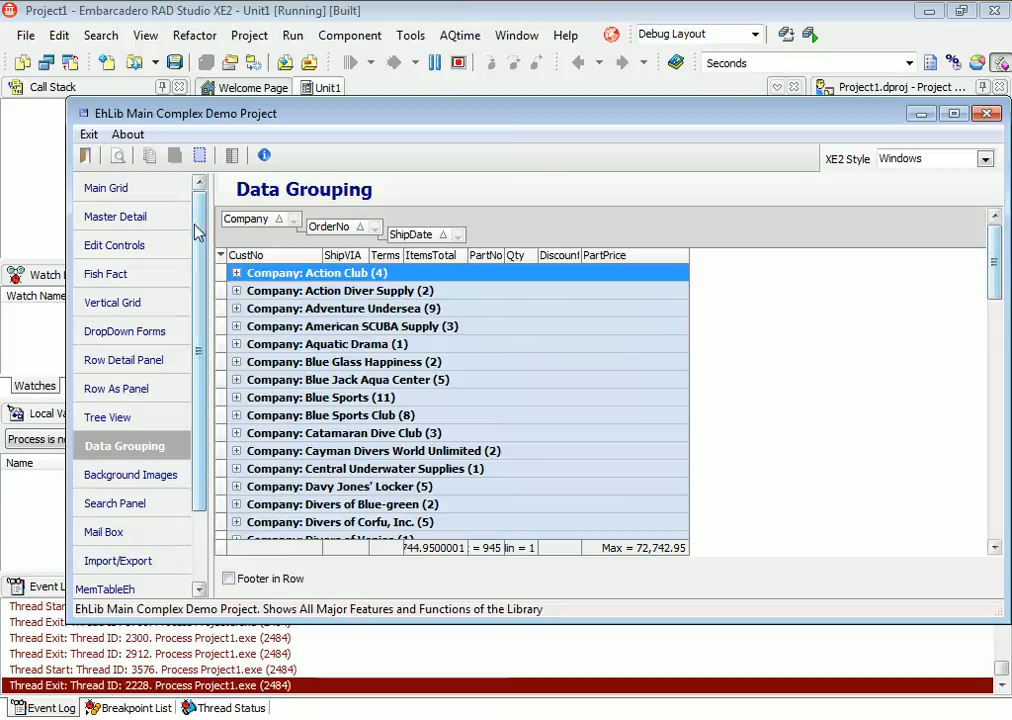 Project1 - Embarcadero RAD Studio XE2 - Unit1 [Running] [Built]
File Edit Search View Refactor Project Run Component Tools AQtime Window Help Debug Layout
Seconds
Call Stack Welcome Page Unit1 Project1.dproj - Project ...
EhLib Main Complex Demo Project
Exit About
XE2 Style Windows
Main Grid
Master Detail
Edit Controls
Fish Fact
Vertical Grid
DropDown Forms
Row Detail Panel
Row As Panel
Tree View
Data Grouping
Background Images
Search Panel
Mail Box
Import/Export
MemTableEh
Data Grouping
Company OrderNo ShipDate
CustNo ShipVIA Terms ItemsTotal PartNo Qty Discount PartPrice
Company: Action Club (4)
Company: Action Diver Supply (2)
Company: Adventure Undersea (9)
Company: American SCUBA Supply (3)
Company: Aquatic Drama (1)
Company: Blue Glass Happiness (2)
Company: Blue Jack Aqua Center (5)
Company: Blue Sports (11)
Company: Blue Sports Club (8)
Company: Catamaran Dive Club (3)
Company: Cayman Divers World Unlimited (2)
Company: Central Underwater Supplies (1)
Company: Davy Jones' Locker (5)
Company: Divers of Blue-green (2)
Company: Divers of Corfu, Inc. (5)
744.9500001 = 945 lin = 1 Max = 72,742.95
Footer in Row
EhLib Main Complex Demo Project. Shows All Major Features and Functions of the Library
Watch
Watch Name
Watches
Local Va
Process is no
Name
Event L
Thread Star
Thread Exit: Thread ID: 2300. Process Project1.exe (2484)
Thread Exit: Thread ID: 2912. Process Project1.exe (2484)
Thread Start: Thread ID: 3576. Process Project1.exe (2484)
Thread Exit: Thread ID: 2228. Process Project1.exe (2484)
Event Log Breakpoint List Thread Status